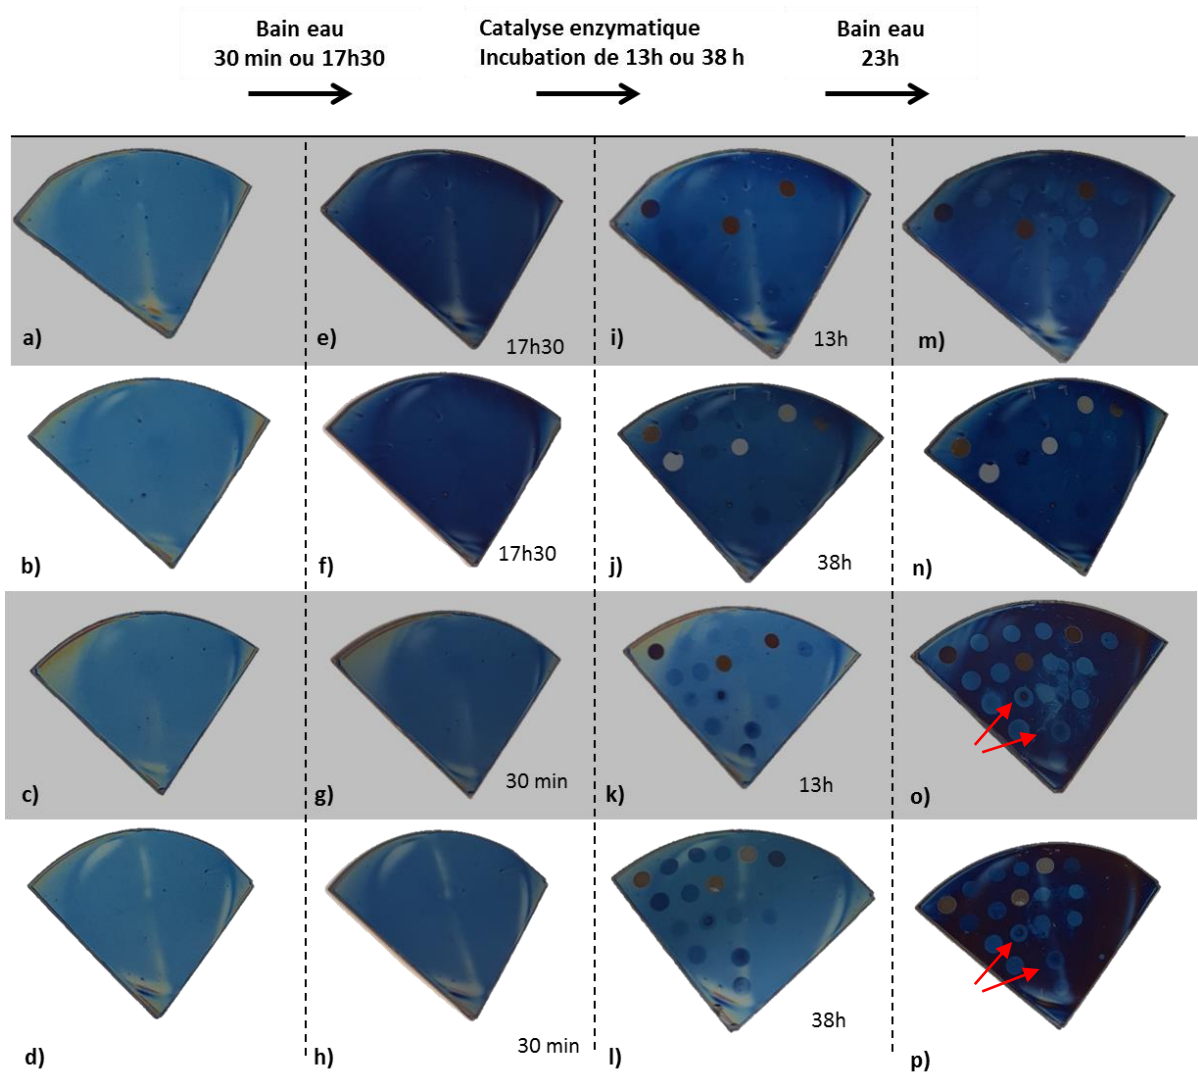 Bain eau
30 min ou 17h30
Catalyse enzymatique
Incubation de 13h ou 38 h
Bain eau
23h
a)
e)
17h30
i)
13h
m)
b)
f)
17h30
j)
38h
n)
c)
g)
30 min
k)
13h
o)
d)
h)
30 min
l)
38h
p)